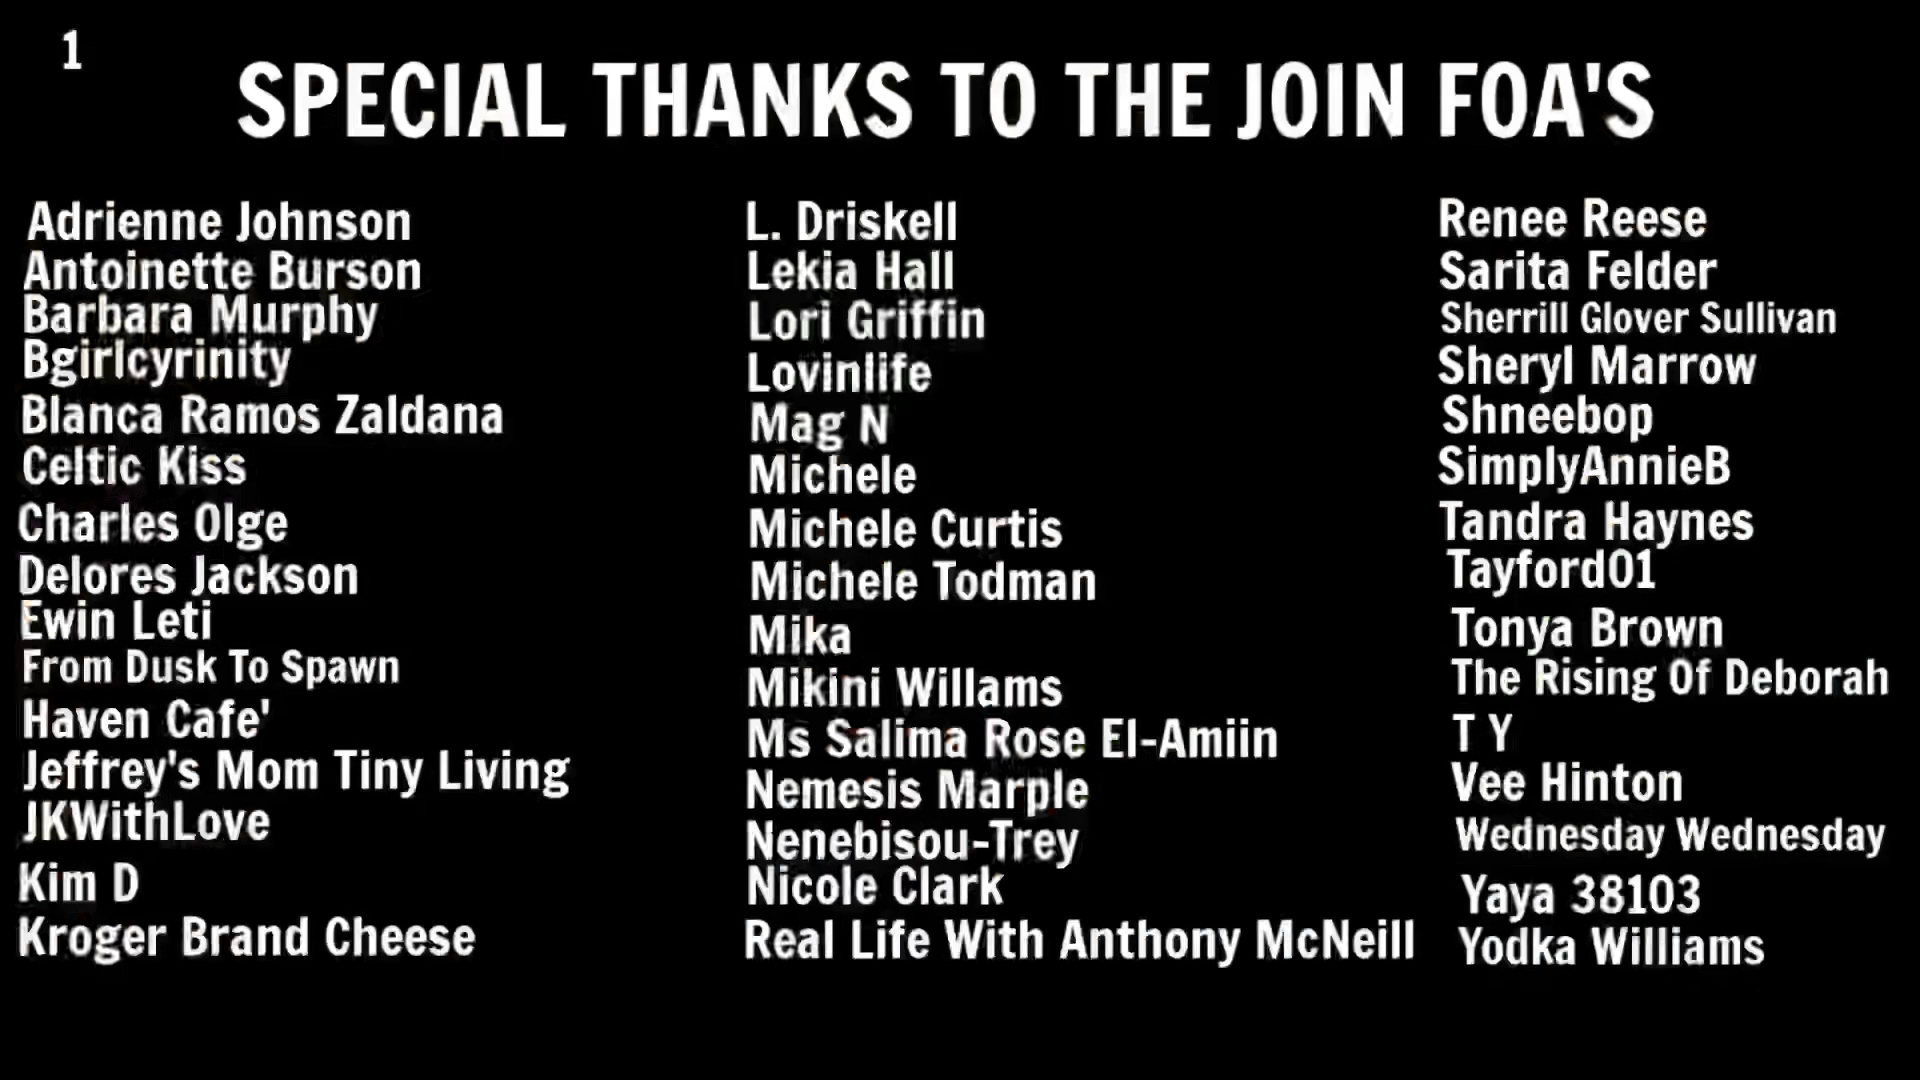 1
SPECIAL THANKS TO THE JOIN FOA'S
Adrienne Johnson
Antoinette Burson
Barbara Murphy
Bgirlcyrinity
Blanca Ramos Zaldana
Celtic Kiss
Charles Olge
Delores Jackson
Ewin Leti
From Dusk To Spawn
Haven Cafe'
Jeffrey's Mom Tiny Living
JKWithLove
Kim D
Kroger Brand Cheese
L. Driskell
Lekia Hall
Lori Griffin
Lovinlife
Mag N
Michele
Michele Curtis
Michele Todman
Mika
Mikini Willams
Ms Salima Rose El-Amiin
Nemesis Marple
Nenebisou-Trey
Nicole Clark
Real Life With Anthony McNeill
Renee Reese
Sarita Felder
Sherrill Glover Sullivan
Sheryl Marrow
Shneebop
SimplyAnnieB
Tandra Haynes
Tayford01
Tonya Brown
The Rising Of Deborah
T Y
Vee Hinton
Wednesday Wednesday
Yaya 38103
Yodka Williams